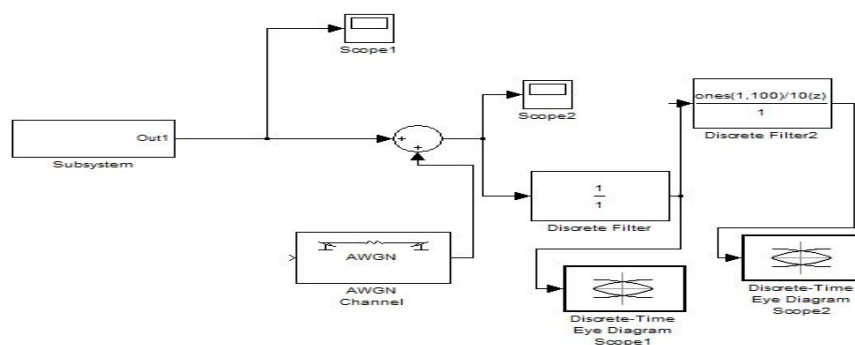 Scope1
Out1
Subsystem
+
+
Scope2
ones(1,100)/10(z)
1
Discrete Filter2
1
1
Discrete Filter
AWGN
AWGN
Channel
Discrete-Time
Eye Diagram
Scope1
Discrete-Time
Eye Diagram
Scope2